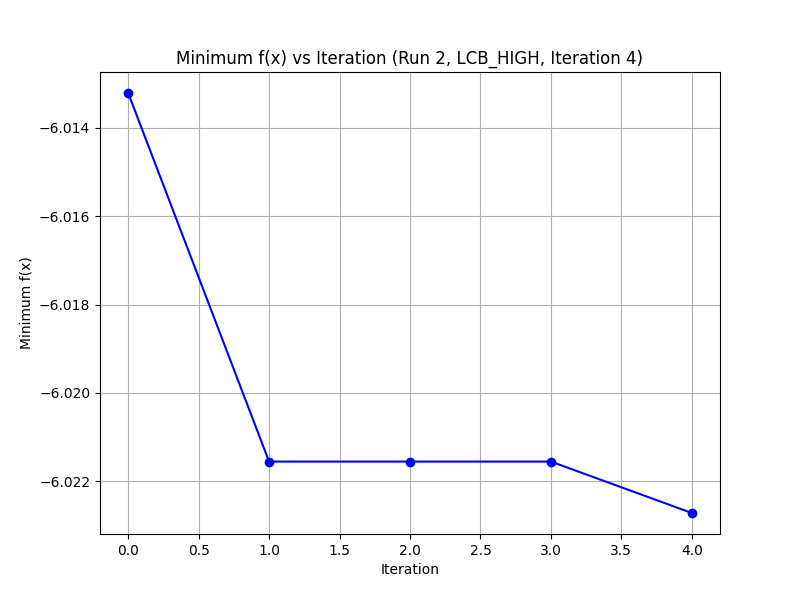 Minimum f(x) vs Iteration (Run 2, LCB_HIGH, Iteration 4)
Minimum f(x)
−6.014
−6.016
−6.018
−6.020
−6.022
0.0 0.5 1.0 1.5 2.0 2.5 3.0 3.5 4.0
Iteration